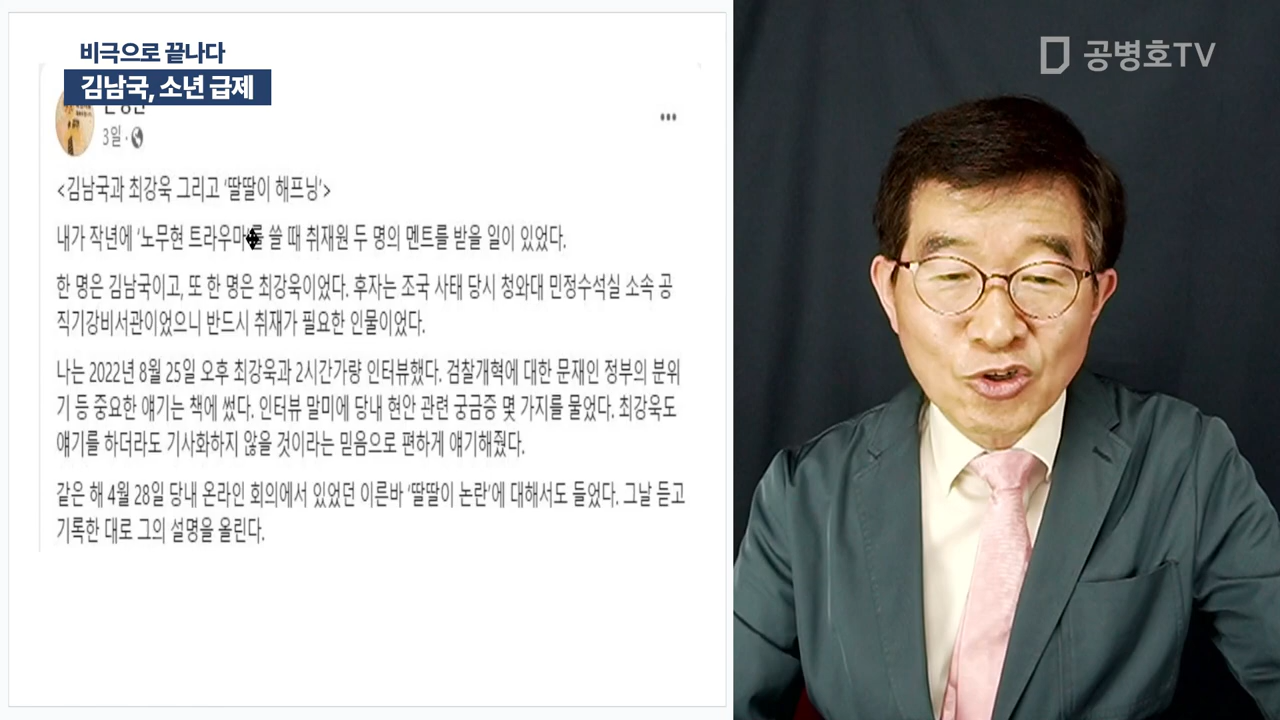 비극으로 끝나다
김남국, 소년 급제
공병호TV
3일
<김남국과 최강욱 그리고 '딸딸이 해프닝'>
내가 작년에 '노무현 트라우마를 쓸 때 취재원 두 명의 멘트를 받을 일이 있었다.
한 명은 김남국이고, 또 한 명은 최강욱이었다. 후자는 조국 사태 당시 청와대 민정수석실 소속 공
직기강비서관이었으니 반드시 취재가 필요한 인물이었다.
나는 2022년 8월 25일 오후 최강욱과 2시간가량 인터뷰했다. 검찰개혁에 대한 문재인 정부의 분위
기 등 중요한 얘기는 책에 썼다. 인터뷰 말미에 당내 현안 관련 궁금증 몇 가지를 물었다. 최강욱도
얘기를 하더라도 기사화하지 않을 것이라는 믿음으로 편하게 얘기해줬다.
같은 해 4월 28일 당내 온라인 회의에서 있었던 이른바 '딸딸이 논란'에 대해서도 들었다. 그날 듣고
기록한 대로 그의 설명을 올린다.